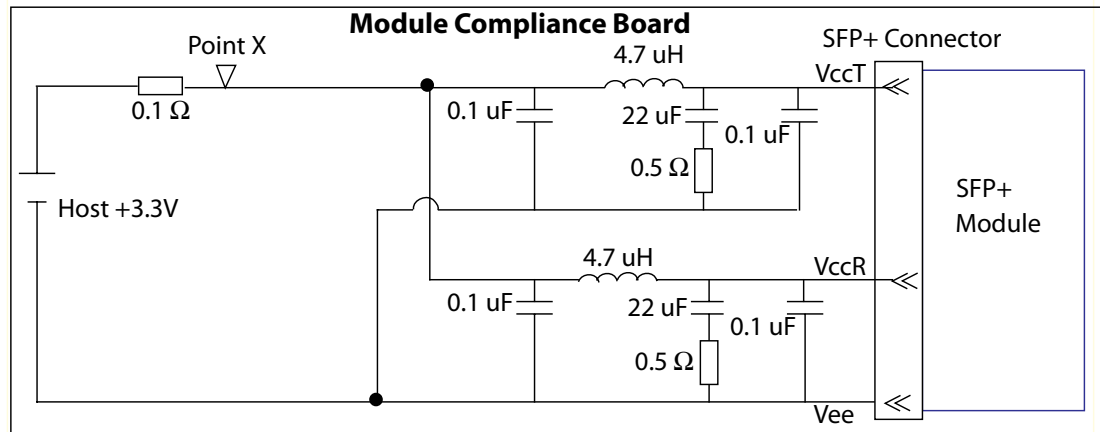 Module Compliance Board
Point X
4.7 uH
SFP+ Connector
VccT
0.1 Ω
0.1 uF
22 uF
0.1 uF
0.5 Ω
Host +3.3V
SFP+
Module
4.7 uH
VccR
0.1 uF
22 uF
0.1 uF
0.5 Ω
Vee